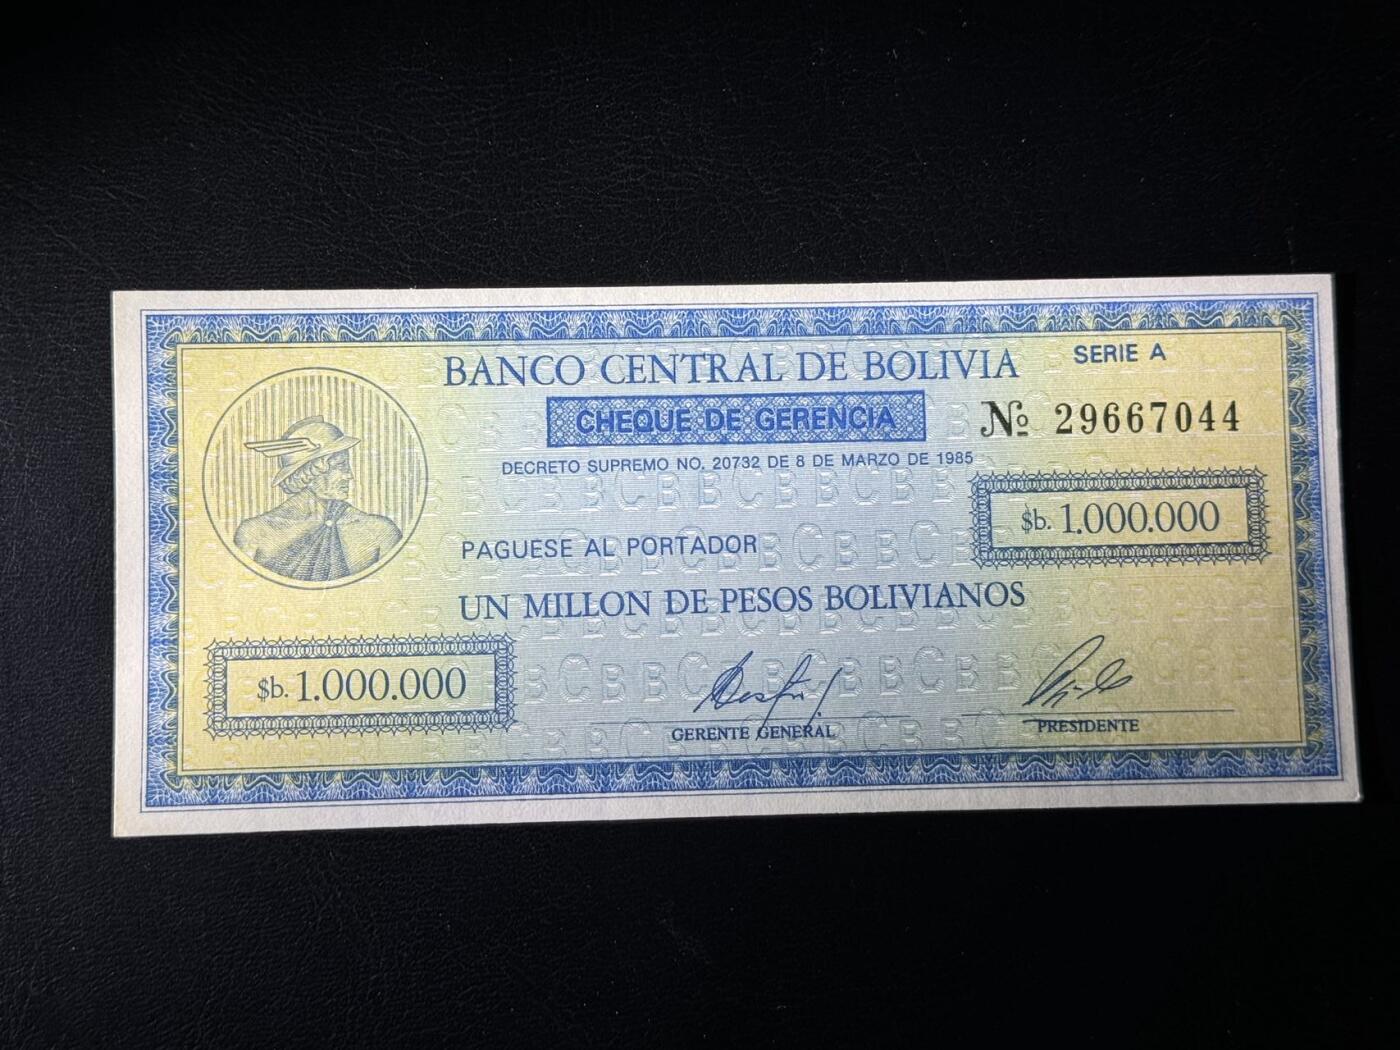 BANCO CENTRAL DE BOLIVIA
SERIE A
CHEQUE DE GERENCIA
№ 29667044
DECRETO SUPREMO NO. 20732 DE 8 DE MARZO DE 1985
$b. 1.000.000
PAGUESE AL PORTADOR
UN MILLON DE PESOS BOLIVIANOS
$b. 1.000.000
GERENTE GENERAL
PRESIDENTE